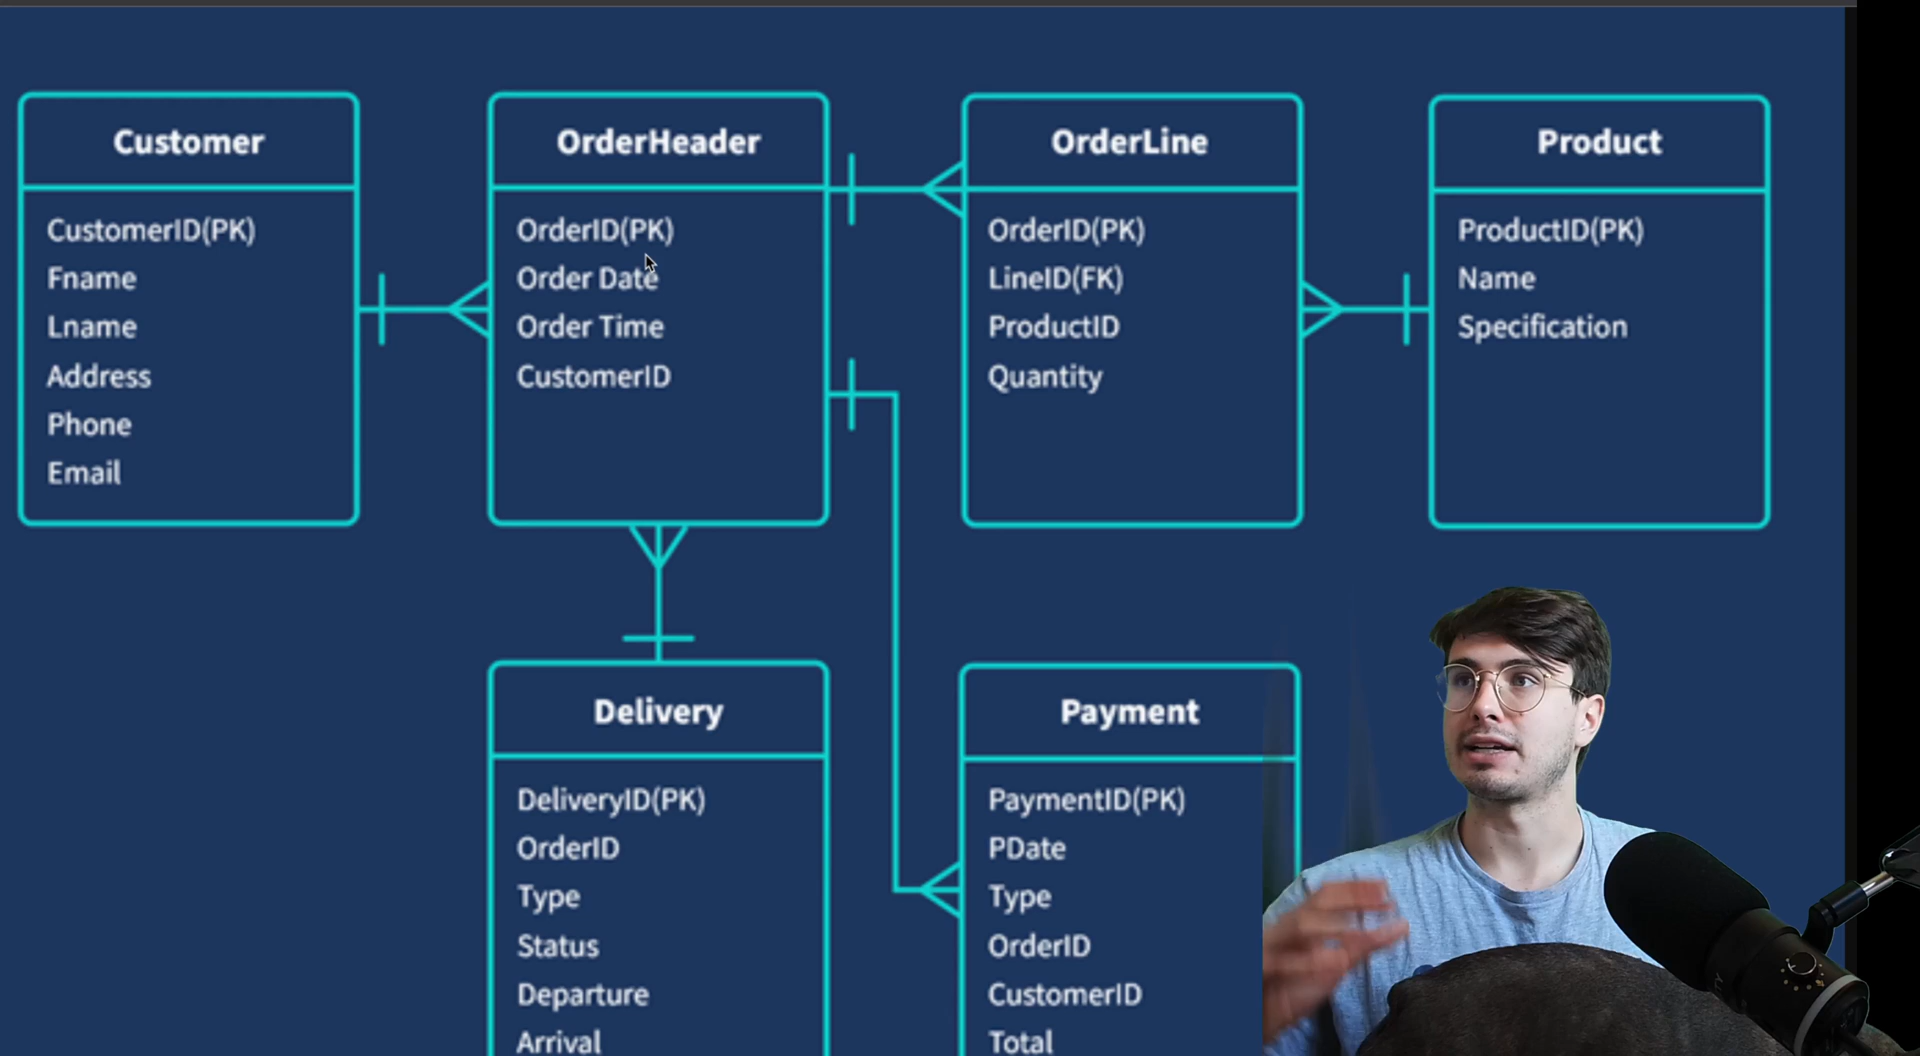 Customer
CustomerID(PK)
Fname
Lname
Address
Phone
Email
OrderHeader
OrderID(PK)
Order Date
Order Time
CustomerID
OrderLine
OrderID(PK)
LineID(FK)
ProductID
Quantity
Product
ProductID(PK)
Name
Specification
Delivery
DeliveryID(PK)
OrderID
Type
Status
Departure
Arrival
Payment
PaymentID(PK)
PDate
Type
OrderID
CustomerID
Total